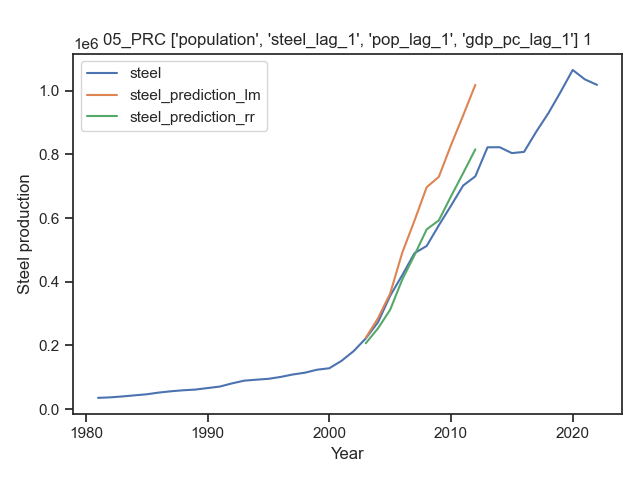 05_PRC ['population', 'steel_lag_1', 'pop_lag_1', 'gdp_pc_lag_1'] 1
1e6
steel
steel_prediction_lm
steel_prediction_rr
1.0
0.8
0.6
0.4
0.2
0.0
Steel production
1980
1990
2000
2010
2020
Year